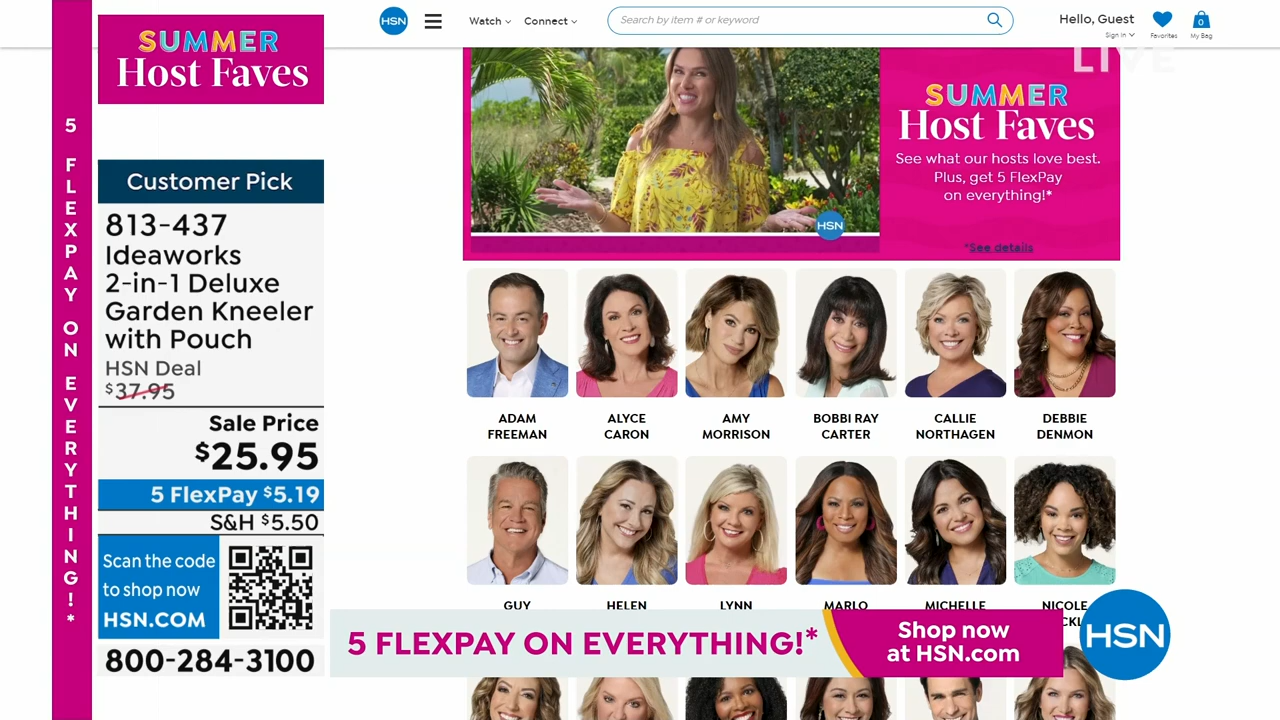 SUMMER
Host Faves
5 FLEXPAY ON EVERYTHING!*
Customer Pick
813-437
Ideaworks
2-in-1 Deluxe
Garden Kneeler
with Pouch
HSN Deal
$37.95
Sale Price
$25.95
5 FlexPay $5.19
S&H $5.50
Scan the code
to shop now
HSN.COM
800-284-3100
HSN
Watch
Connect
Search by item # or keyword
Hello, Guest
Sign In
Favorites
0
My Bag
LIVE
SUMMER
Host Faves
See what our hosts love best.
Plus, get 5 FlexPay
on everything!*
*See details
HSN
ADAM
FREEMAN
ALYCE
CARON
AMY
MORRISON
BOBBI RAY
CARTER
CALLIE
NORTHAGEN
DEBBIE
DENMON
GUY
HELEN
LYNN
MARLO
MICHELLE
NICOLE
5 FLEXPAY ON EVERYTHING!*
Shop now
at HSN.com
HSN